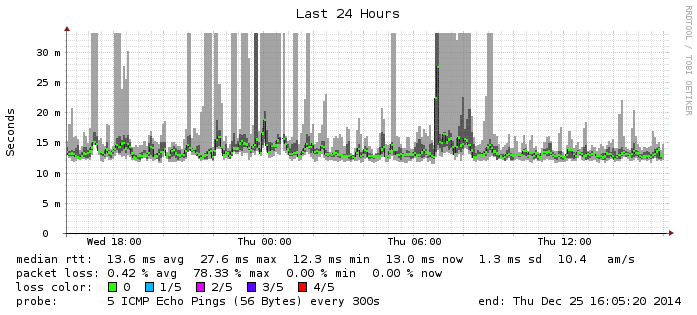 Last 24 Hours
RRDTOOL / TOBI OETIKER
Seconds
30 m
25 m
20 m
15 m
10 m
5 m
0
Wed 18:00 Thu 00:00 Thu 06:00 Thu 12:00
median rtt: 13.6 ms avg 27.6 ms max 12.3 ms min 13.0 ms now 1.3 ms sd 10.4 am/s
packet loss: 0.42 % avg 78.33 % max 0.00 % min 0.00 % now
loss color: 0 1/5 2/5 3/5 4/5
probe: 5 ICMP Echo Pings (56 Bytes) every 300s end: Thu Dec 25 16:05:20 2014